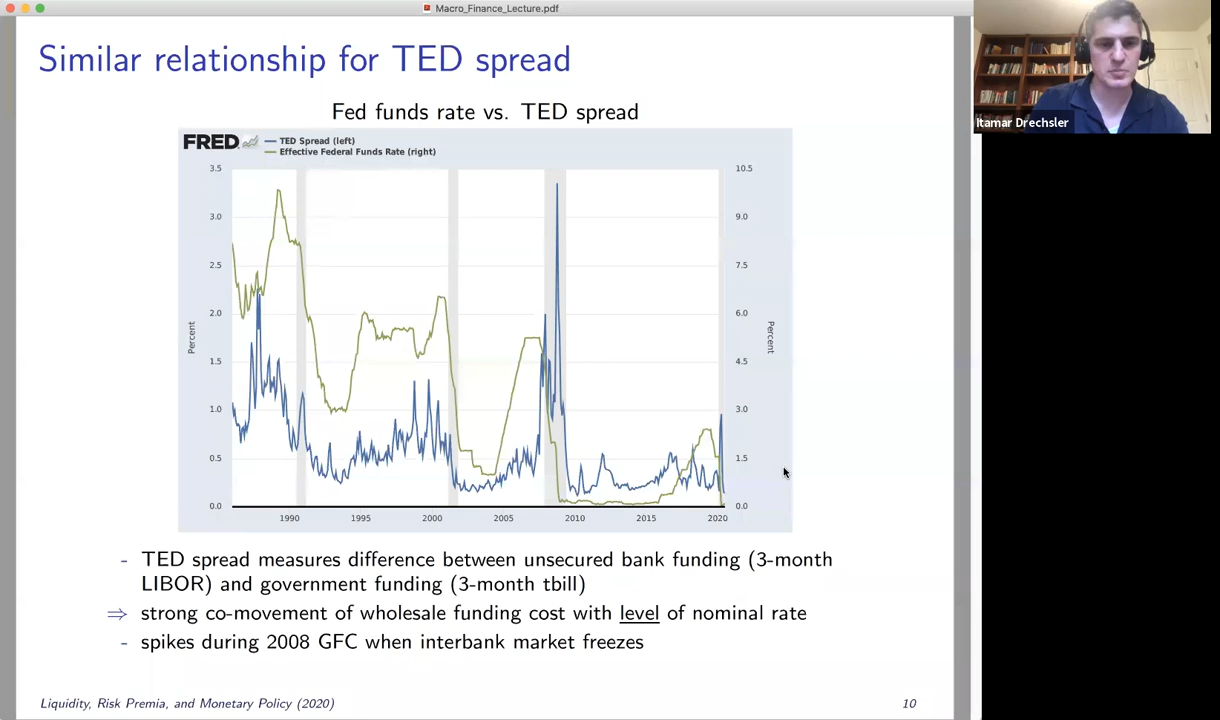 Macro_Finance_Lecture.pdf
Similar relationship for TED spread
Fed funds rate vs. TED spread
FRED
TED Spread (left)
Effective Federal Funds Rate (right)
3.5
3.0
2.5
2.0
1.5
1.0
0.5
0.0
Percent
10.5
9.0
7.5
6.0
4.5
3.0
1.5
0.0
Percent
1990 1995 2000 2005 2010 2015 2020
- TED spread measures difference between unsecured bank funding (3-month
LIBOR) and government funding (3-month tbill)
⇒ strong co-movement of wholesale funding cost with level of nominal rate
- spikes during 2008 GFC when interbank market freezes
Liquidity, Risk Premia, and Monetary Policy (2020) 10
Itamar Drechsler